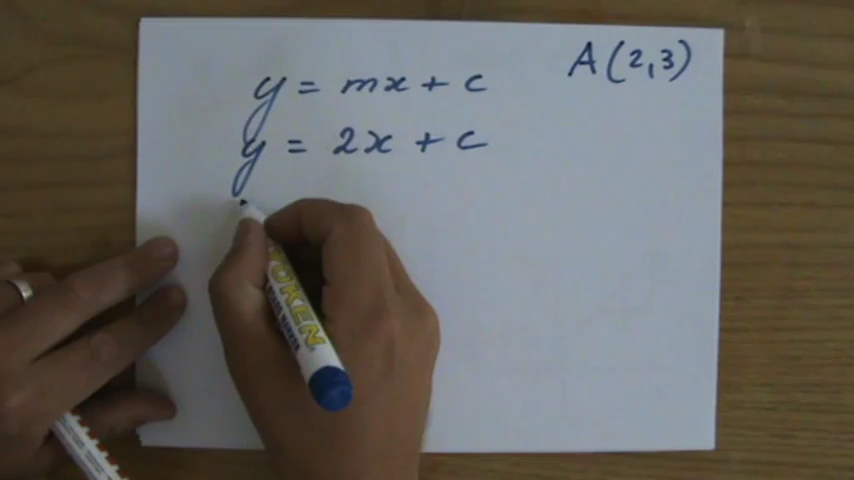 y = mx + c
A(2,3)
y = 2x + c